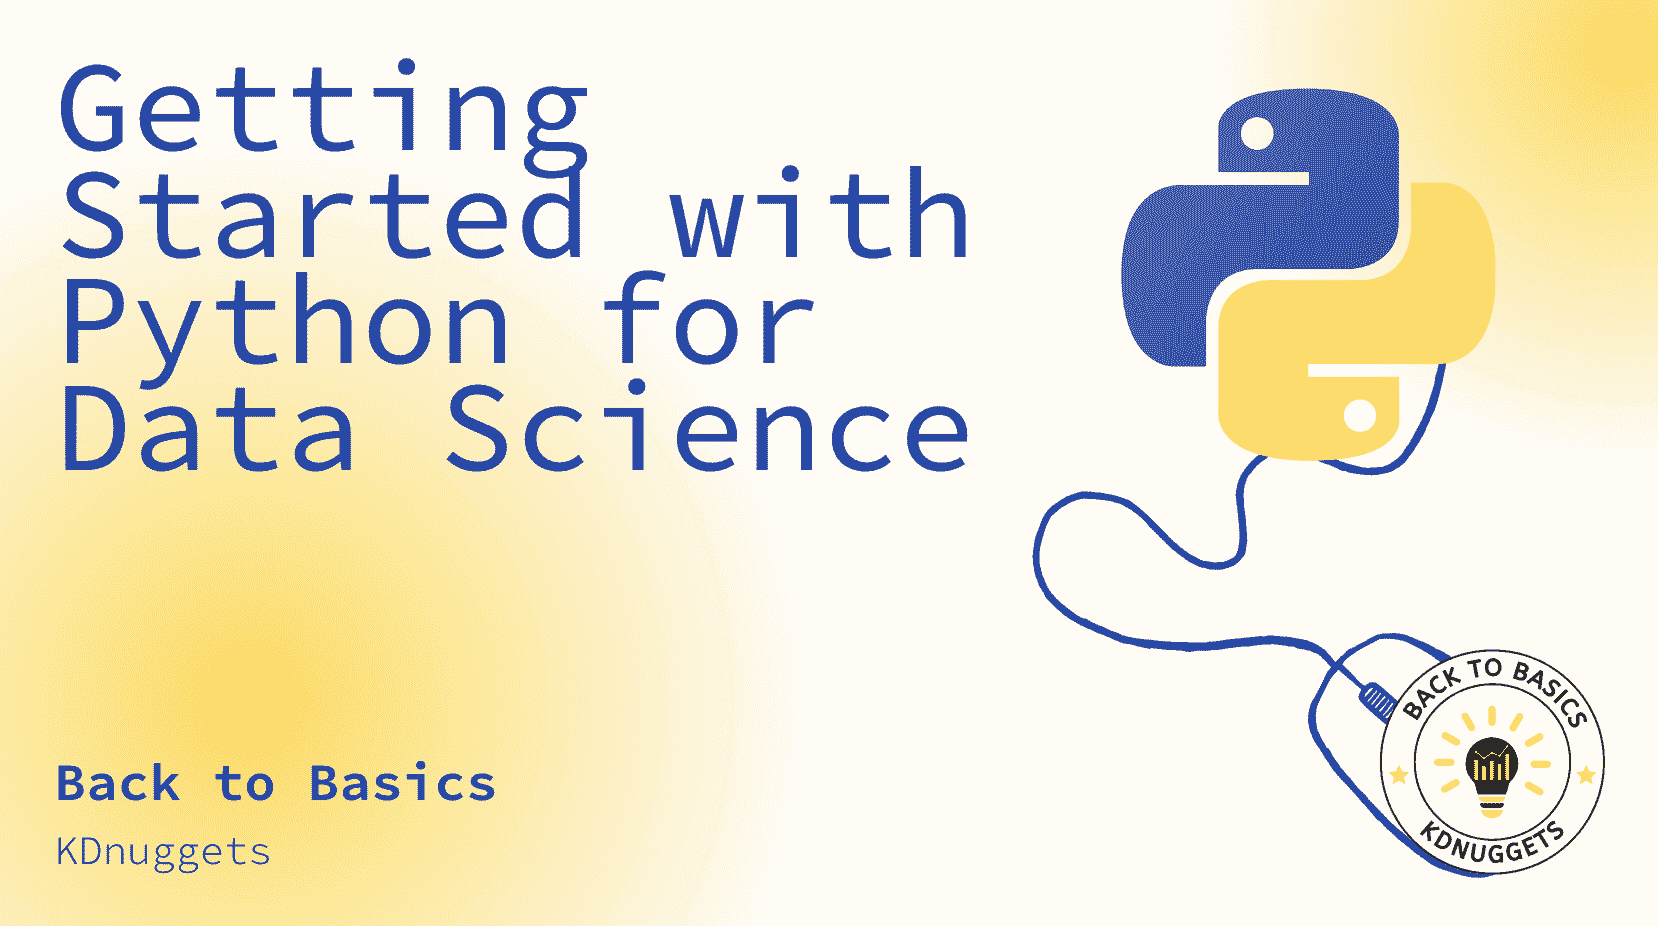 Getting
Started with
Python for
Data Science
Back to Basics
KDnuggets
BACK TO BASICS
KDNUGGETS